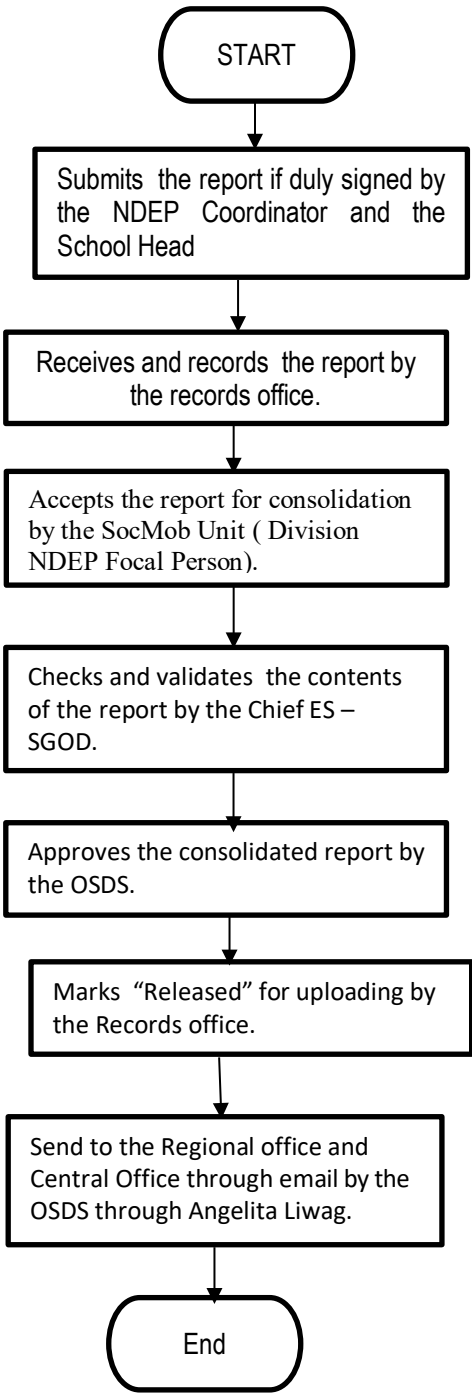 START
Submits the report if duly signed by
the NDEP Coordinator and the
School Head
Receives and records the report by
the records office.
Accepts the report for consolidation
by the SocMob Unit ( Division
NDEP Focal Person).
Checks and validates the contents
of the report by the Chief ES –
SGOD.
Approves the consolidated report by
the OSDS.
Marks “Released” for uploading by
the Records office.
Send to the Regional office and
Central Office through email by the
OSDS through Angelita Liwag.
End